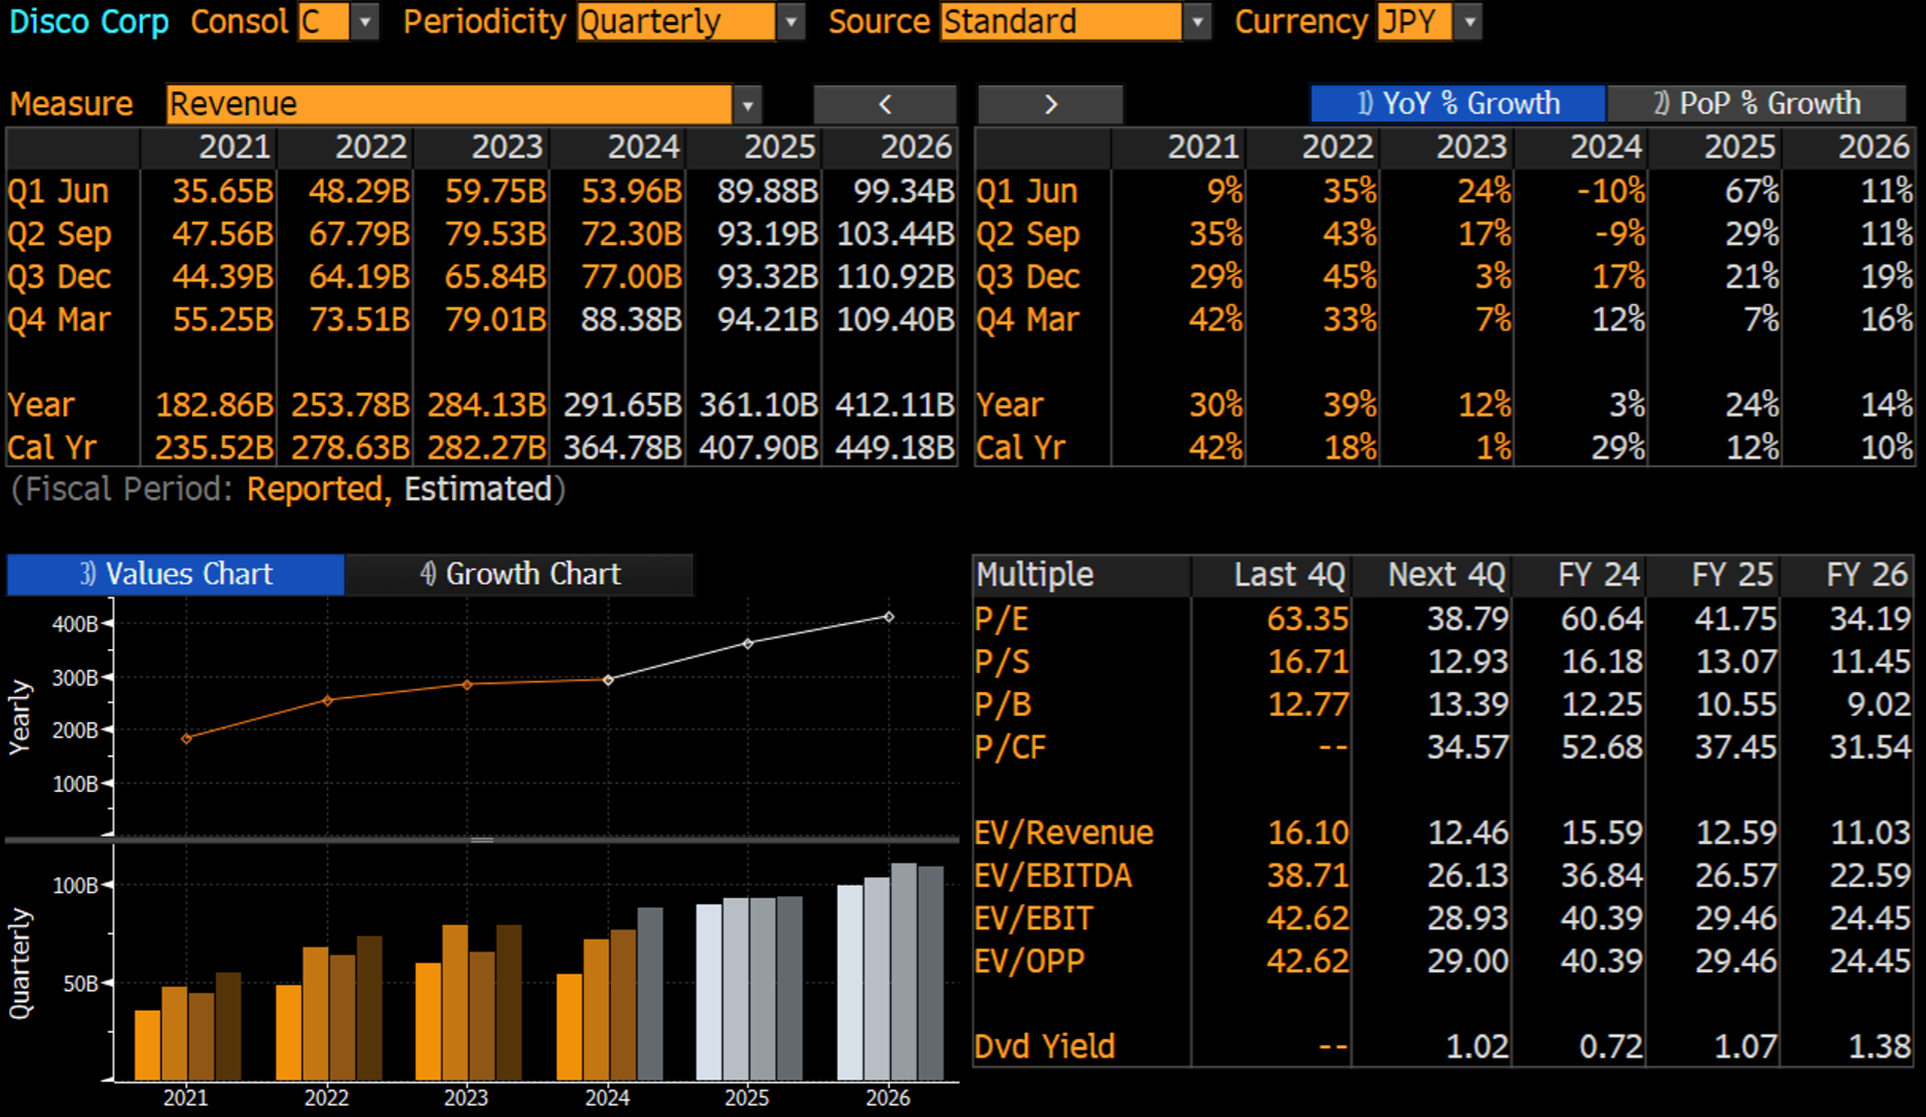 Disco Corp Consol C Periodicity Quarterly Source Standard Currency JPY
Measure Revenue < > 1) YoY % Growth 2) PoP % Growth
2021 2022 2023 2024 2025 2026
Q1 Jun 35.65B 48.29B 59.75B 53.96B 89.88B 99.34B
Q2 Sep 47.56B 67.79B 79.53B 72.30B 93.19B 103.44B
Q3 Dec 44.39B 64.19B 65.84B 77.00B 93.32B 110.92B
Q4 Mar 55.25B 73.51B 79.01B 88.38B 94.21B 109.40B
Year 182.86B 253.78B 284.13B 291.65B 361.10B 412.11B
Cal Yr 235.52B 278.63B 282.27B 364.78B 407.90B 449.18B
(Fiscal Period: Reported, Estimated)
2021 2022 2023 2024 2025 2026
Q1 Jun 9% 35% 24% -10% 67% 11%
Q2 Sep 35% 43% 17% -9% 29% 11%
Q3 Dec 29% 45% 3% 17% 21% 19%
Q4 Mar 42% 33% 7% 12% 7% 16%
Year 30% 39% 12% 3% 24% 14%
Cal Yr 42% 18% 1% 29% 12% 10%
3) Values Chart 4) Growth Chart
Yearly
400B
300B
200B
100B
Quarterly
100B
50B
2021 2022 2023 2024 2025 2026
Multiple Last 4Q Next 4Q FY 24 FY 25 FY 26
P/E 63.35 38.79 60.64 41.75 34.19
P/S 16.71 12.93 16.18 13.07 11.45
P/B 12.77 13.39 12.25 10.55 9.02
P/CF -- 34.57 52.68 37.45 31.54
EV/Revenue 16.10 12.46 15.59 12.59 11.03
EV/EBITDA 38.71 26.13 36.84 26.57 22.59
EV/EBIT 42.62 28.93 40.39 29.46 24.45
EV/OPP 42.62 29.00 40.39 29.46 24.45
Dvd Yield -- 1.02 0.72 1.07 1.38